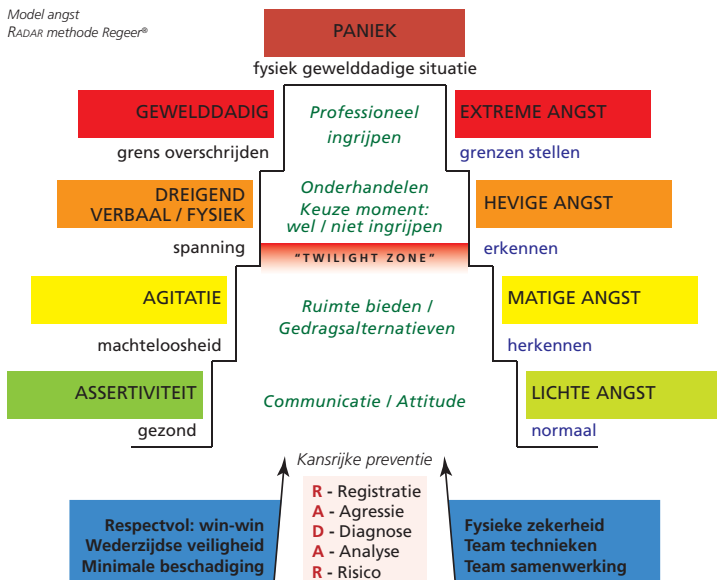 Model angst
RADAR methode Regeer®
PANIEK
fysiek gewelddadige situatie
GEWELDDADIG
Professioneel
ingrijpen
EXTREME ANGST
grens overschrijden
grenzen stellen
DREIGEND
VERBAAL / FYSIEK
Onderhandelen
Keuze moment:
wel / niet ingrijpen
HEVIGE ANGST
spanning
"TWILIGHT ZONE"
erkennen
AGITATIE
Ruimte bieden /
Gedragsalternatieven
MATIGE ANGST
machteloosheid
herkennen
ASSERTIVITEIT
Communicatie / Attitude
LICHTE ANGST
gezond
normaal
Kansrijke preventie
R - Registratie
A - Agressie
D - Diagnose
A - Analyse
R - Risico
Respectvol: win-win
Wederzijdse veiligheid
Minimale beschadiging
Fysieke zekerheid
Team technieken
Team samenwerking